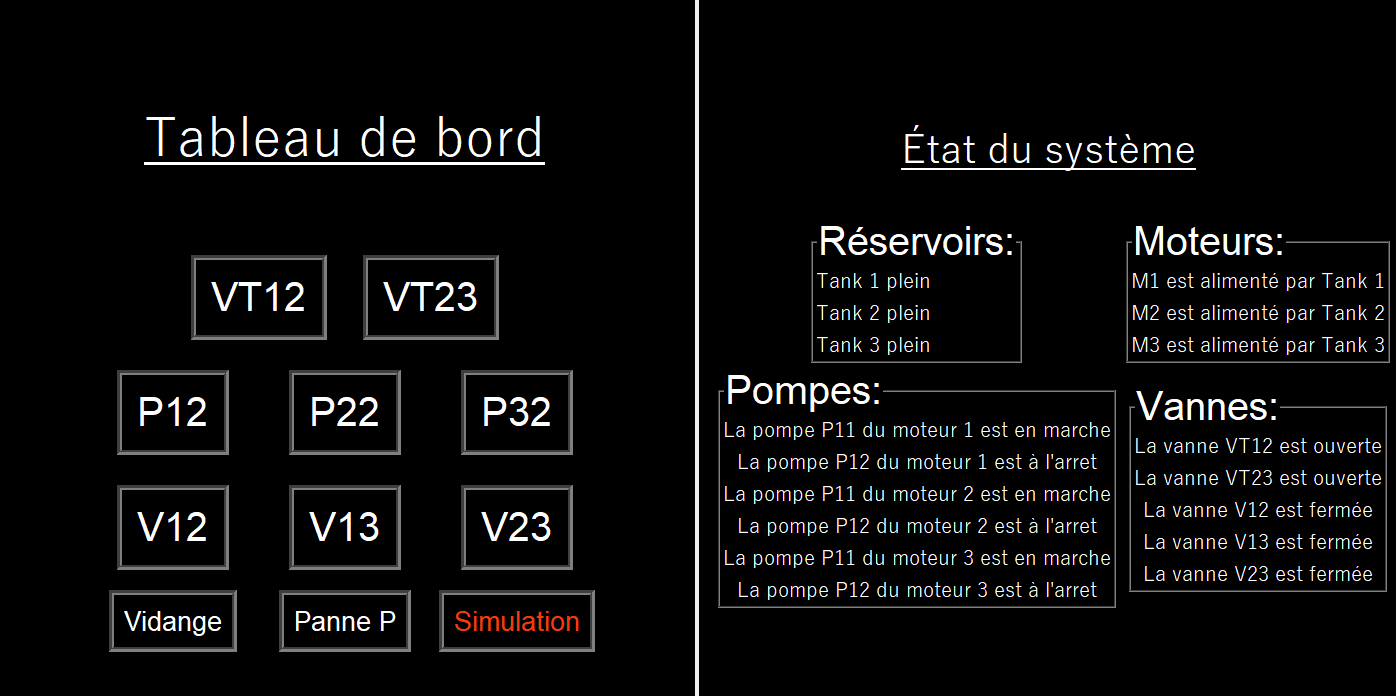 Tableau de bord
VT12
VT23
P12
P22
P32
V12
V13
V23
Vidange
Panne P
Simulation
État du système
Réservoirs:
Tank 1 plein
Tank 2 plein
Tank 3 plein
Moteurs:
M1 est alimenté par Tank 1
M2 est alimenté par Tank 2
M3 est alimenté par Tank 3
Pompes:
La pompe P11 du moteur 1 est en marche
La pompe P12 du moteur 1 est à l'arret
La pompe P11 du moteur 2 est en marche
La pompe P12 du moteur 2 est à l'arret
La pompe P11 du moteur 3 est en marche
La pompe P12 du moteur 3 est à l'arret
Vannes:
La vanne VT12 est ouverte
La vanne VT23 est ouverte
La vanne V12 est fermée
La vanne V13 est fermée
La vanne V23 est fermée